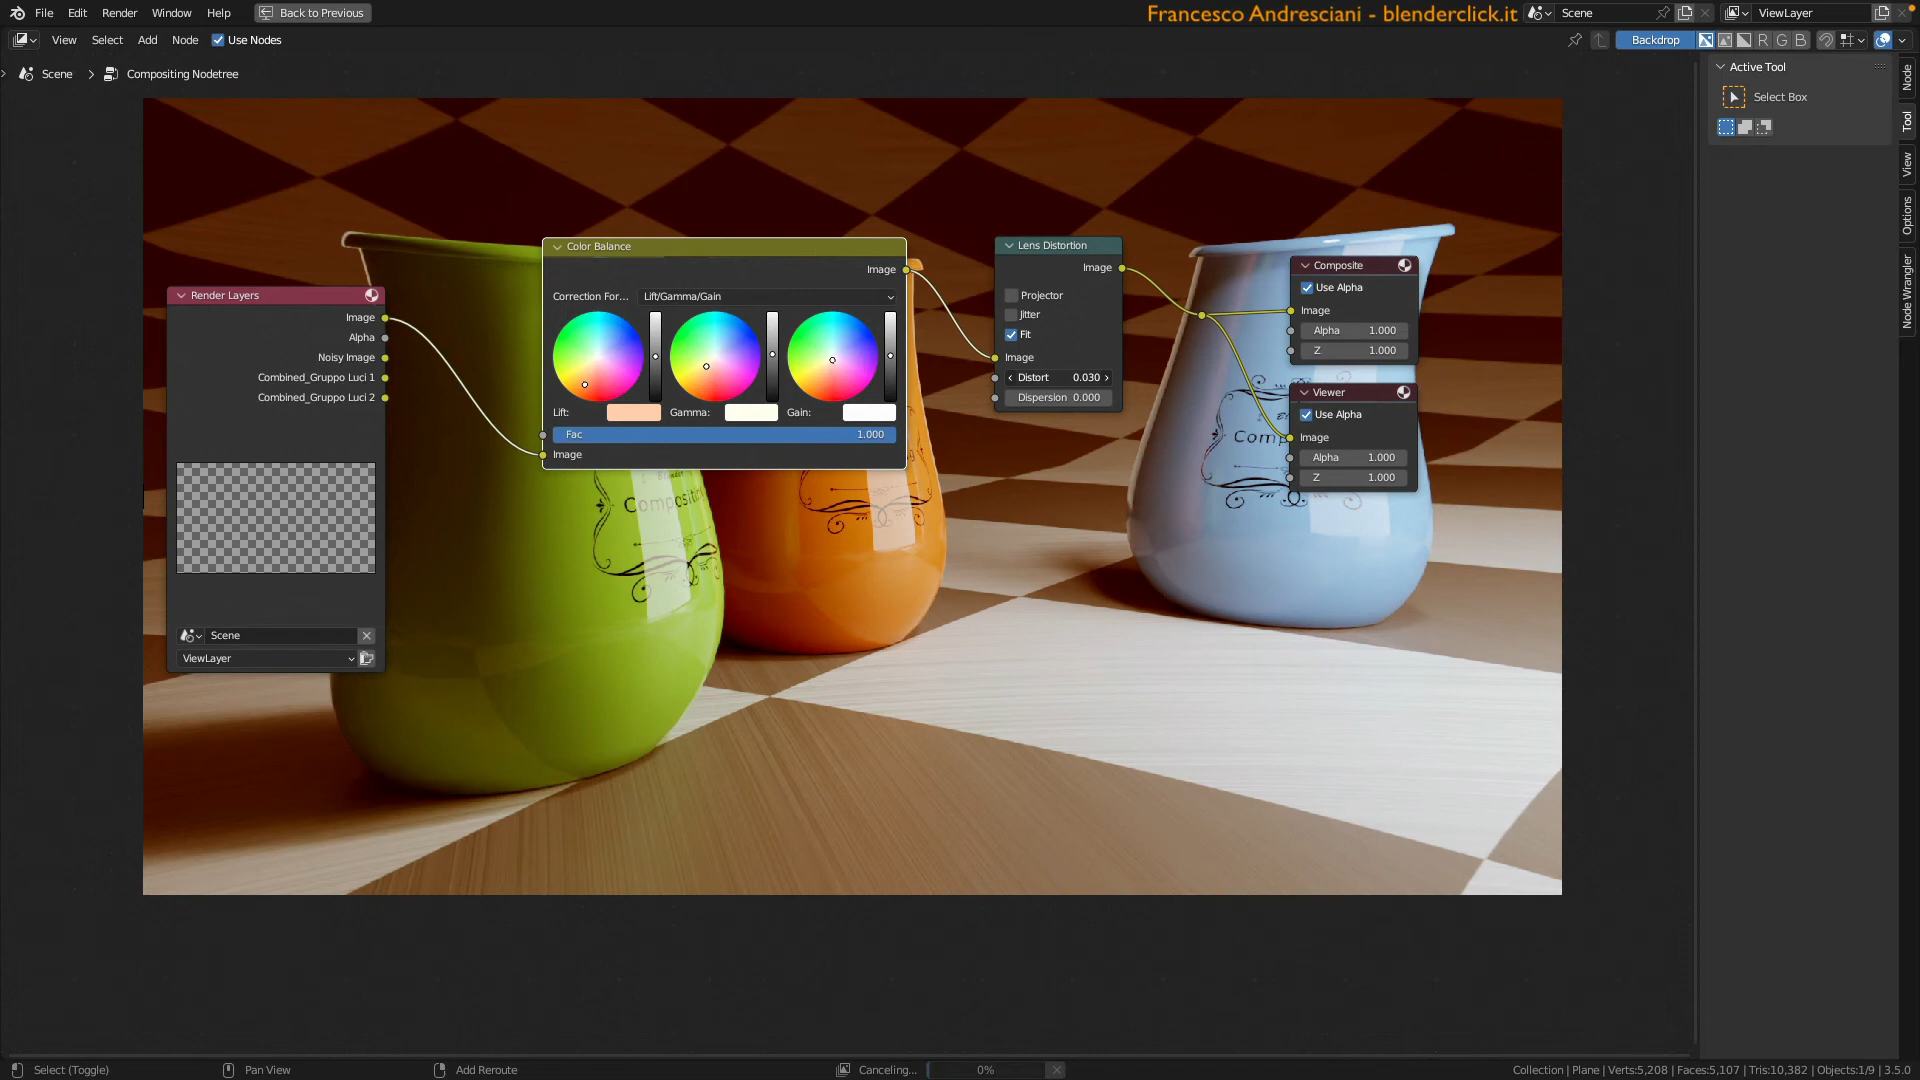 File Edit Render Window Help Back to Previous Francesco Andresciani - blenderclick.it Scene ViewLayer
View Select Add Node Use Nodes Backdrop R G B
Scene Compositing Nodetree
Active Tool
Select Box
Node
Tool
View
Options
Node Wrangler
Render Layers
Image
Alpha
Noisy Image
Combined_Gruppo Luci 1
Combined_Gruppo Luci 2
Scene
ViewLayer
Color Balance
Image
Correction For... Lift/Gamma/Gain
Lift: Gamma: Gain:
Fac 1.000
Image
Lens Distortion
Image
Projector
Jitter
Fit
Image
Distort 0.030
Dispersion 0.000
Composite
Use Alpha
Image
Alpha 1.000
Z 1.000
Viewer
Use Alpha
Image
Alpha 1.000
Z 1.000
Compositing
Select (Toggle) Pan View Add Reroute Canceling... 0% Collection | Plane | Verts:5,208 | Faces:5,107 | Tris:10,382 | Objects:1/9 | 3.5.0